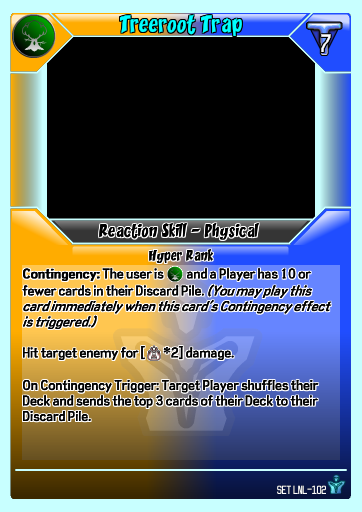 Treeroot Trap
7
Reaction Skill - Physical
Hyper Rank
Contingency: The user is and a Player has 10 or
fewer cards in their Discard Pile. (You may play this
card immediately when this card's Contingency effect
is triggered.)
Hit target enemy for [ *2] damage.
On Contingency Trigger: Target Player shuffles their
Deck and sends the top 3 cards of their Deck to their
Discard Pile.
SET LNL-102